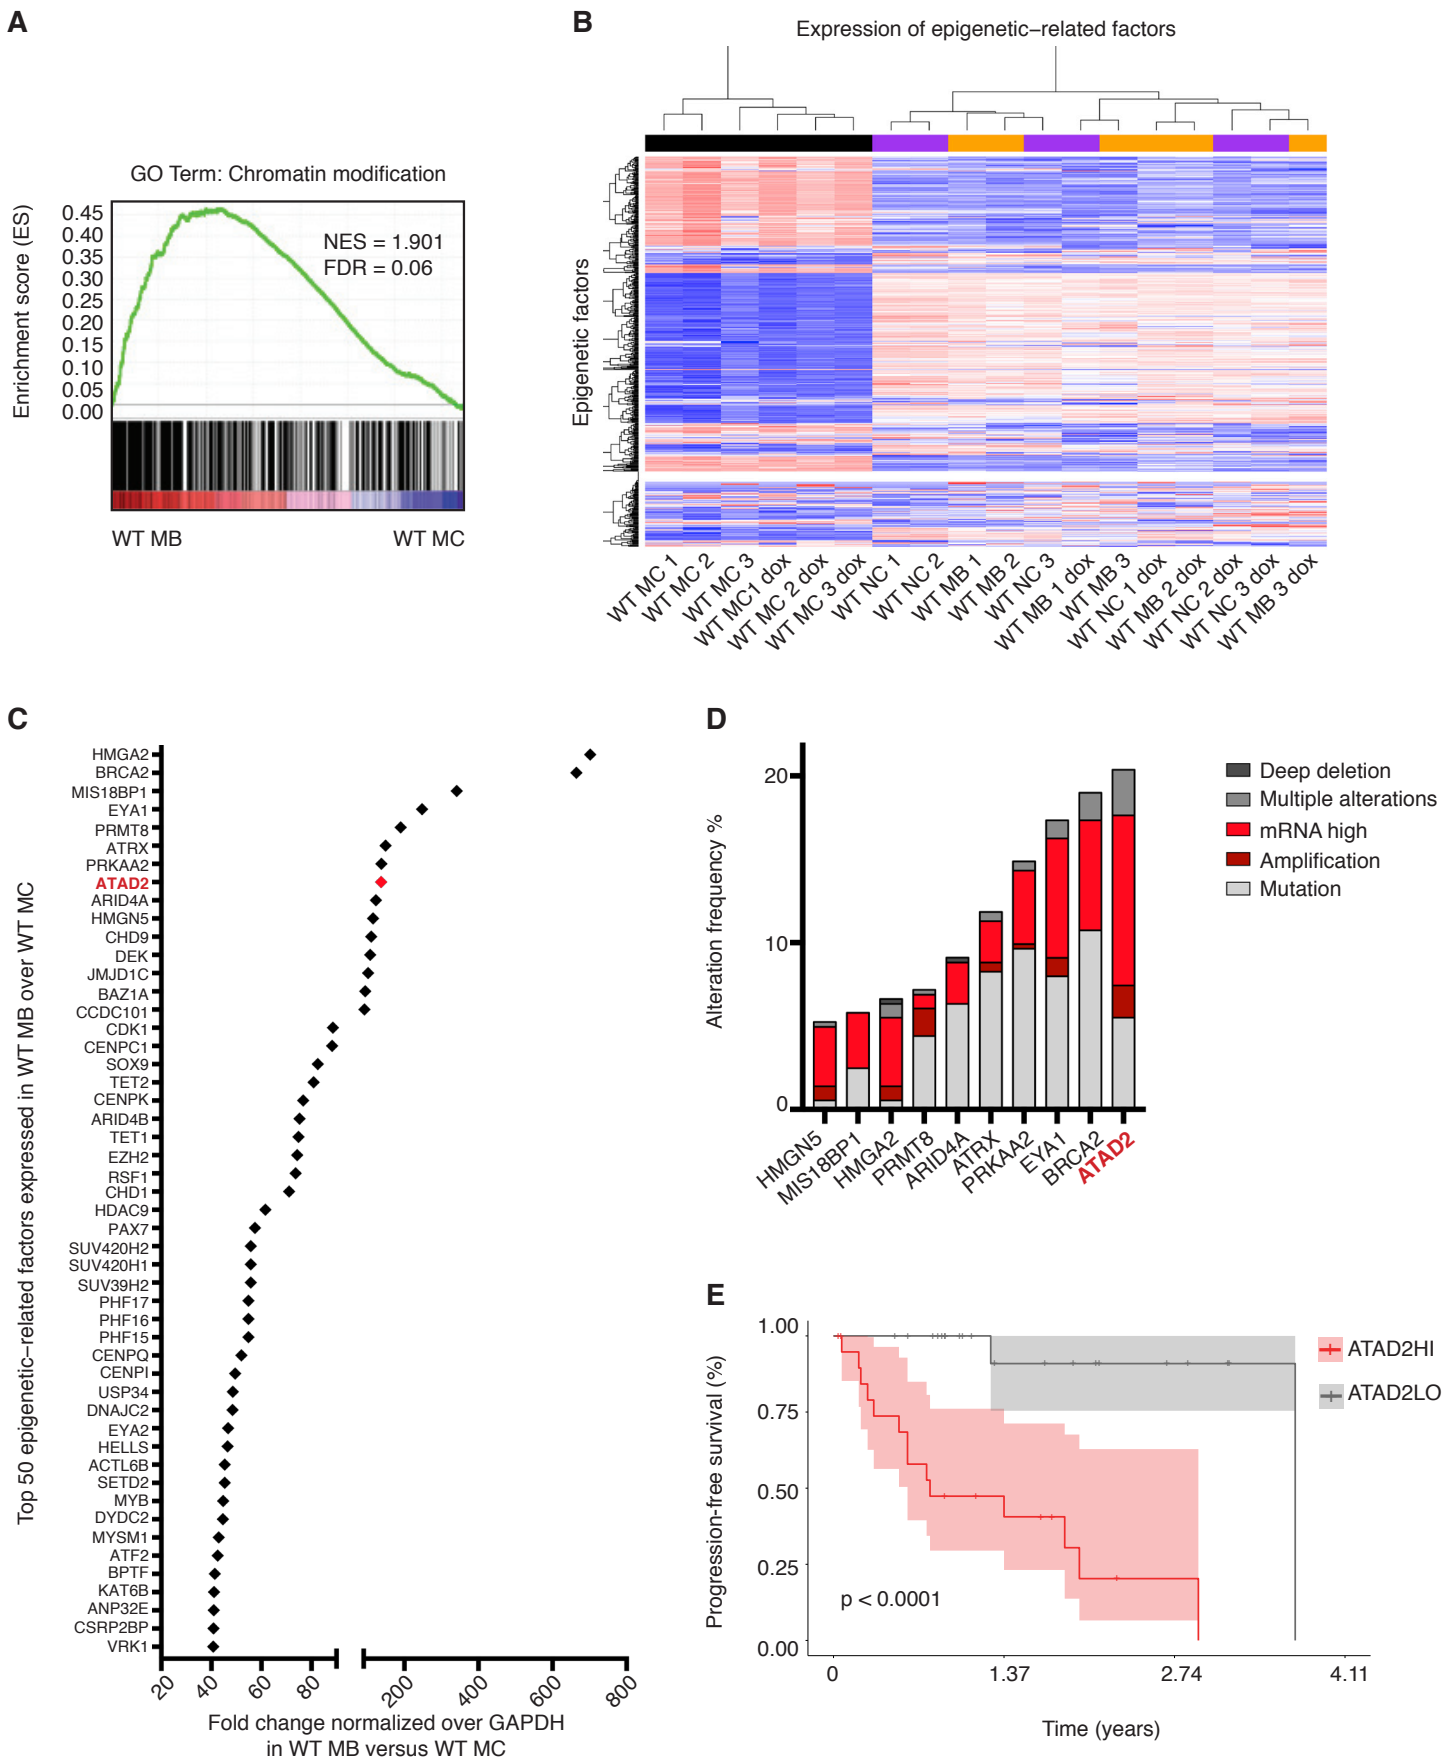 A
GO Term: Chromatin modification
Enrichment score (ES)
0.45
0.40
0.35
0.30
0.25
0.20
0.15
0.10
0.05
0.00
NES = 1.901
FDR = 0.06
WT MB
WT MC
B
Expression of epigenetic–related factors
Epigenetic factors
WT MC 1
WT MC 2
WT MC 3
WT MC1 dox
WT MC 2 dox
WT MC 3 dox
WT NC 1
WT NC 2
WT MB 1
WT MB 2
WT NC 3
WT MB 1 dox
WT MB 3
WT NC 1 dox
WT MB 2 dox
WT NC 2 dox
WT NC 3 dox
WT MB 3 dox
C
Top 50 epigenetic–related factors expressed in WT MB over WT MC
HMGA2
BRCA2
MIS18BP1
EYA1
PRMT8
ATRX
PRKAA2
ATAD2
ARID4A
HMGN5
CHD9
DEK
JMJD1C
BAZ1A
CCDC101
CDK1
CENPC1
SOX9
TET2
CENPK
ARID4B
TET1
EZH2
RSF1
CHD1
HDAC9
PAX7
SUV420H2
SUV420H1
SUV39H2
PHF17
PHF16
PHF15
CENPQ
CENPI
USP34
DNAJC2
EYA2
HELLS
ACTL6B
SETD2
MYB
DYDC2
MYSM1
ATF2
BPTF
KAT6B
ANP32E
CSRP2BP
VRK1
20
40
60
80
200
400
600
800
Fold change normalized over GAPDH
in WT MB versus WT MC
D
Alteration frequency %
20
10
0
HMGN5
MIS18BP1
HMGA2
PRMT8
ARID4A
ATRX
PRKAA2
EYA1
BRCA2
ATAD2
Deep deletion
Multiple alterations
mRNA high
Amplification
Mutation
E
Progression–free survival (%)
1.00
0.75
0.50
0.25
0.00
p < 0.0001
0
1.37
2.74
4.11
Time (years)
ATAD2HI
ATAD2LO